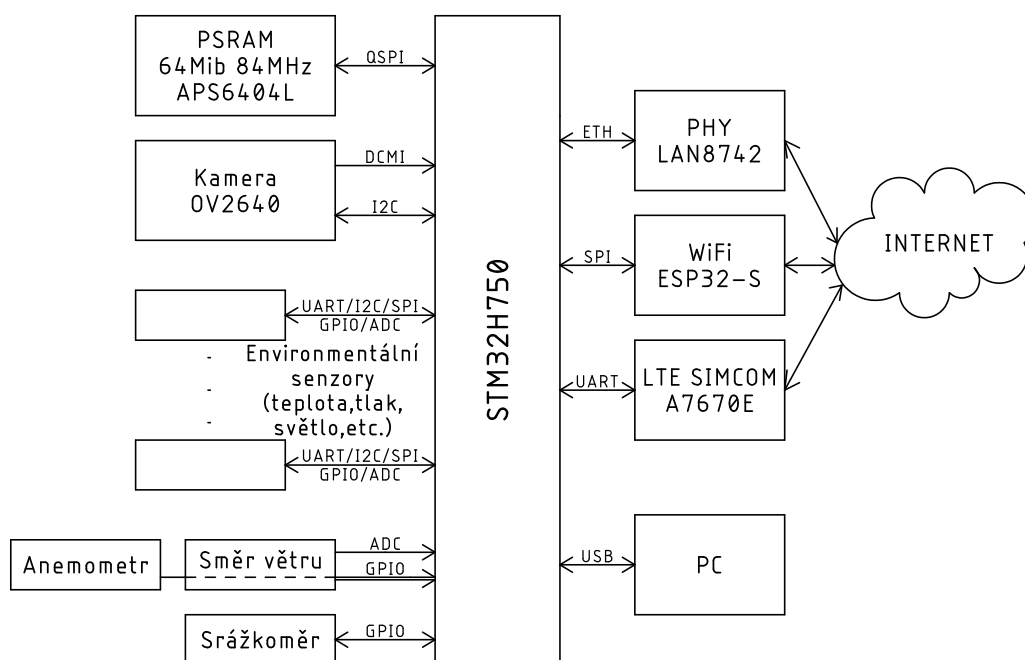 PSRAM
64Mib 84MHz
APS6404L
QSPI
Kamera
OV2640
DCMI
I2C
UART/I2C/SPI
GPIO/ADC
Environmentální
senzory
(teplota,tlak,
světlo,etc.)
UART/I2C/SPI
GPIO/ADC
Anemometr
Směr větru
ADC
GPIO
Srážkoměr
GPIO
STM32H750
ETH
PHY
LAN8742
SPI
WiFi
ESP32-S
UART
LTE SIMCOM
A7670E
USB
PC
INTERNET